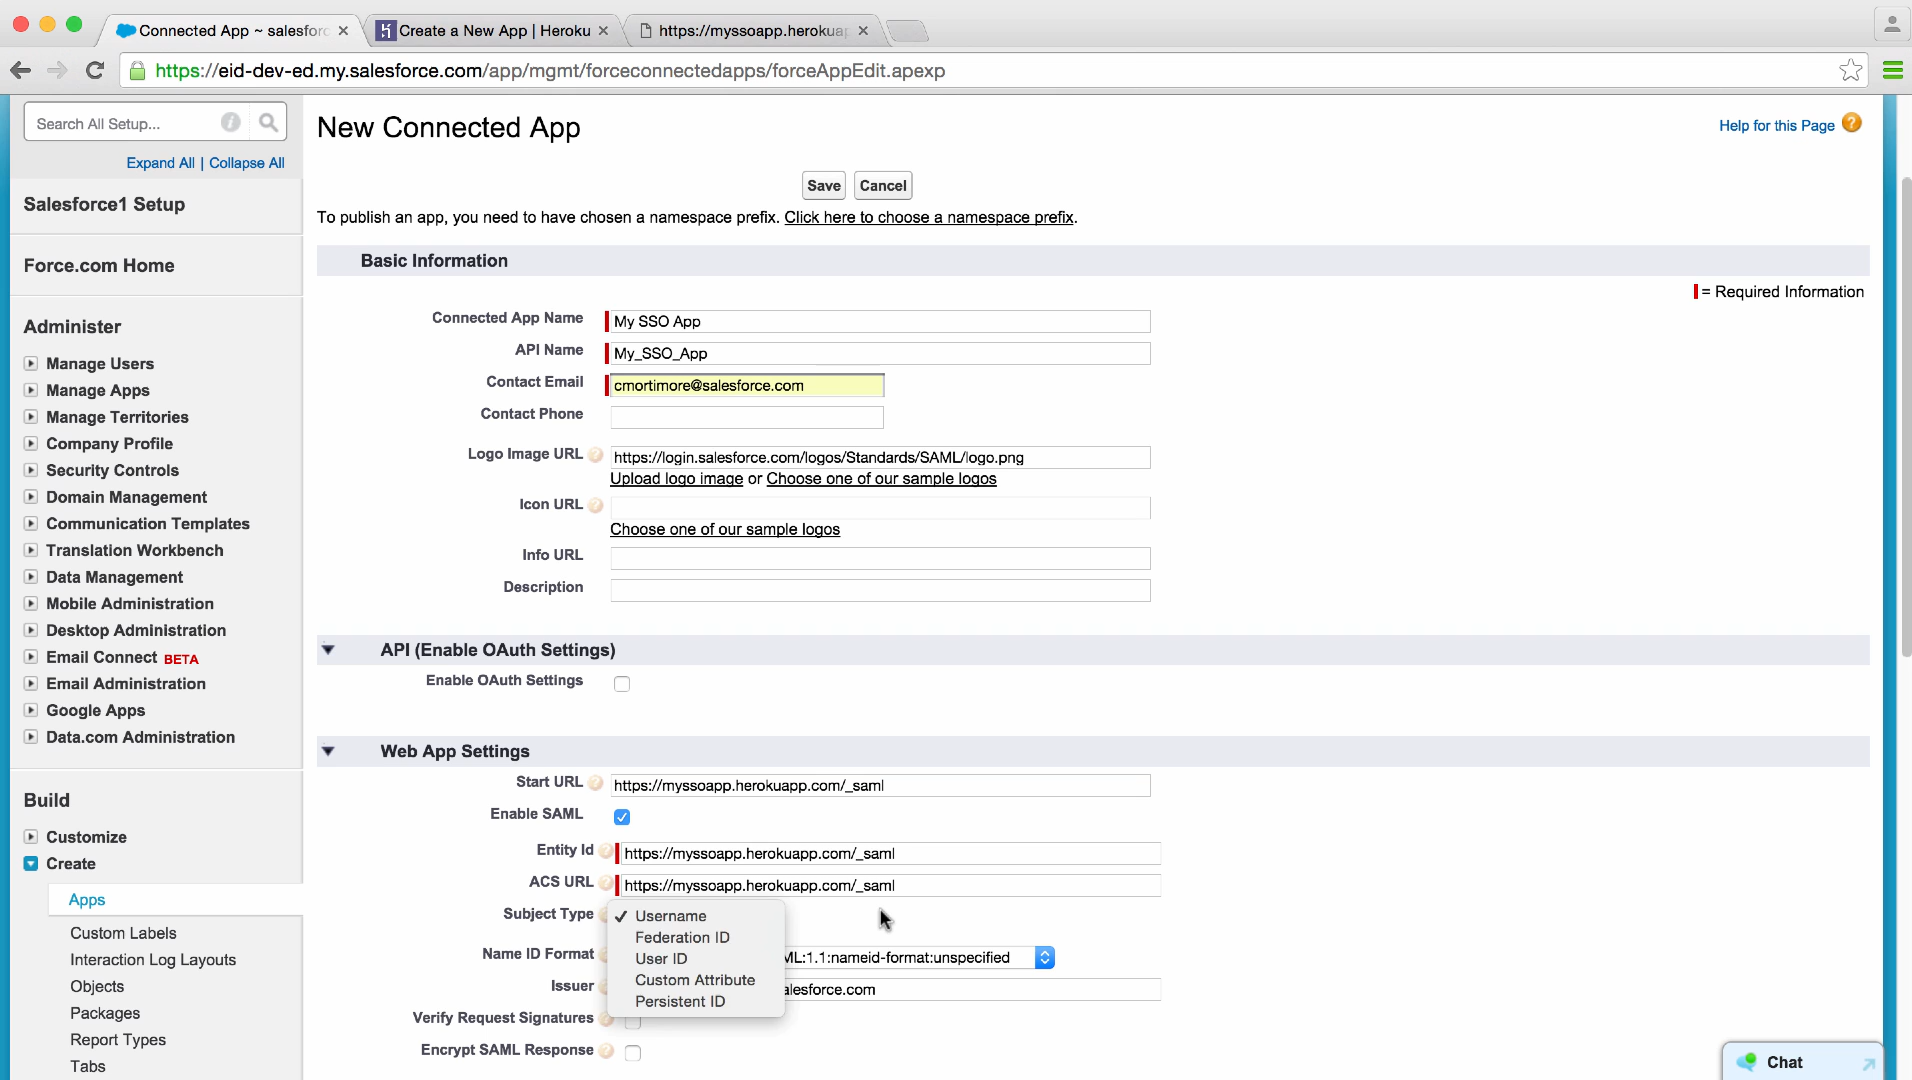 Connected App ~ salesforc
Create a New App | Heroku
https://myssoapp.herokuap
https://eid-dev-ed.my.salesforce.com/app/mgmt/forceconnectedapps/forceAppEdit.apexp
Search All Setup...
Expand All | Collapse All
Salesforce1 Setup
Force.com Home
Administer
Manage Users
Manage Apps
Manage Territories
Company Profile
Security Controls
Domain Management
Communication Templates
Translation Workbench
Data Management
Mobile Administration
Desktop Administration
Email Connect BETA
Email Administration
Google Apps
Data.com Administration
Build
Customize
Create
Apps
Custom Labels
Interaction Log Layouts
Objects
Packages
Report Types
Tabs
New Connected App
Help for this Page
Save Cancel
To publish an app, you need to have chosen a namespace prefix. Click here to choose a namespace prefix.
Basic Information
= Required Information
Connected App Name My SSO App
API Name My_SSO_App
Contact Email cmortimore@salesforce.com
Contact Phone
Logo Image URL https://login.salesforce.com/logos/Standards/SAML/logo.png
Upload logo image or Choose one of our sample logos
Icon URL
Choose one of our sample logos
Info URL
Description
API (Enable OAuth Settings)
Enable OAuth Settings
Web App Settings
Start URL https://myssoapp.herokuapp.com/_saml
Enable SAML
Entity Id https://myssoapp.herokuapp.com/_saml
ACS URL https://myssoapp.herokuapp.com/_saml
Subject Type ✓ Username
Federation ID
User ID
Custom Attribute
Persistent ID
Name ID Format ML:1.1:nameid-format:unspecified
Issuer alesforce.com
Verify Request Signatures
Encrypt SAML Response
Chat